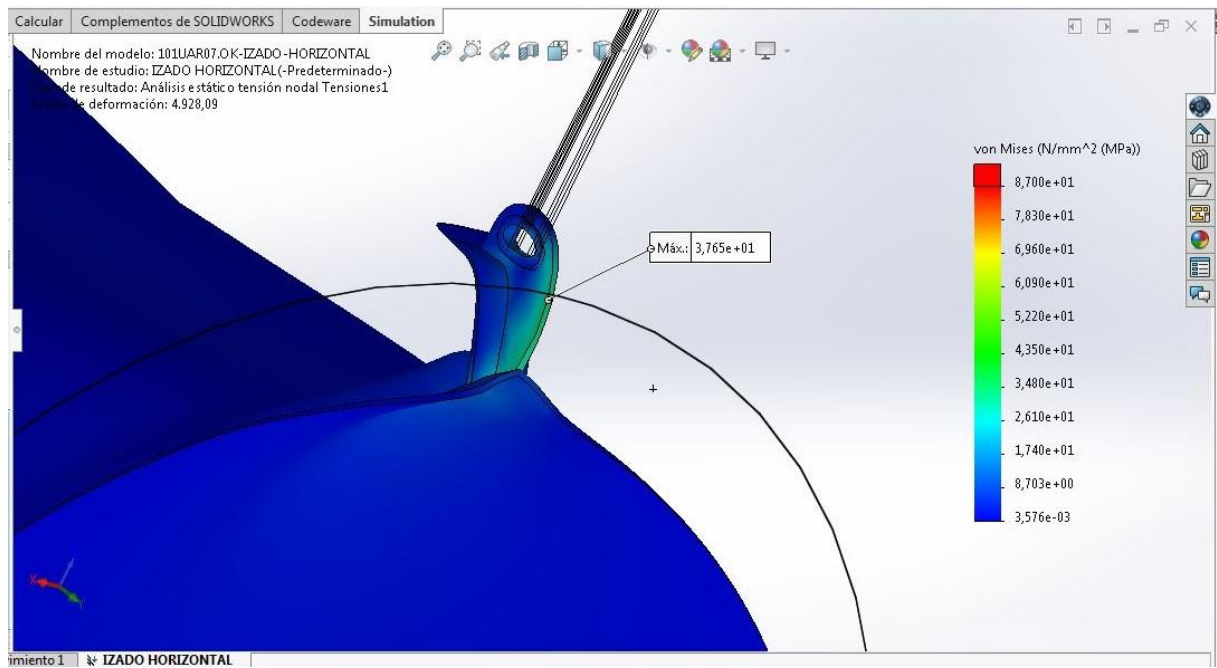 Calcular Complementos de SOLIDWORKS Codeware Simulation
Nombre del modelo: 101UAR07.OK-IZADO-HORIZONTAL
ombre de estudio: IZADO HORIZONTAL(-Predeterminado-)
de resultado: Análisis estático tensión nodal Tensiones1
de deformación: 4.928,09
von Mises (N/mm^2 (MPa))
8,700e+01
7,830e+01
6,960e+01
6,090e+01
5,220e+01
4,350e+01
3,480e+01
2,610e+01
1,740e+01
8,703e+00
3,576e-03
Máx.: 3,765e+01
X
Y
imiento 1 IZADO HORIZONTAL